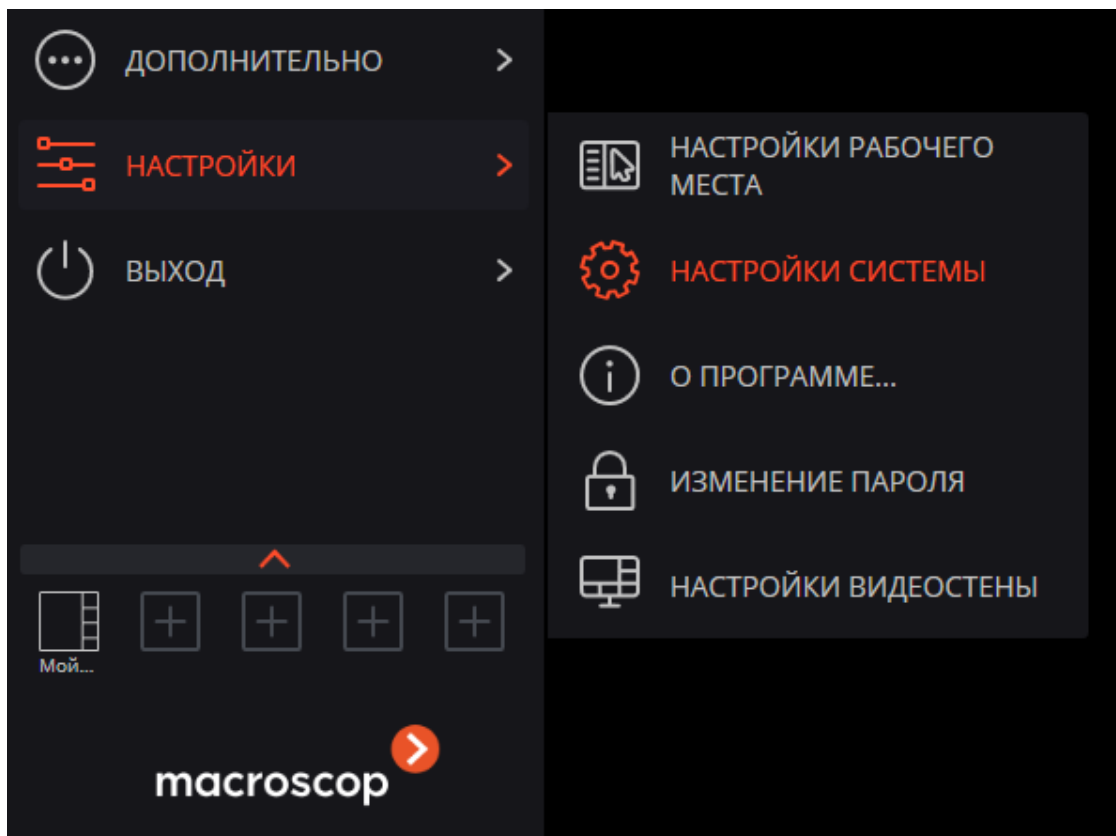 ДОПОЛНИТЕЛЬНО
НАСТРОЙКИ
ВЫХОД
НАСТРОЙКИ РАБОЧЕГО
МЕСТА
НАСТРОЙКИ СИСТЕМЫ
О ПРОГРАММЕ...
ИЗМЕНЕНИЕ ПАРОЛЯ
НАСТРОЙКИ ВИДЕОСТЕНЫ
Мой...
macroscop